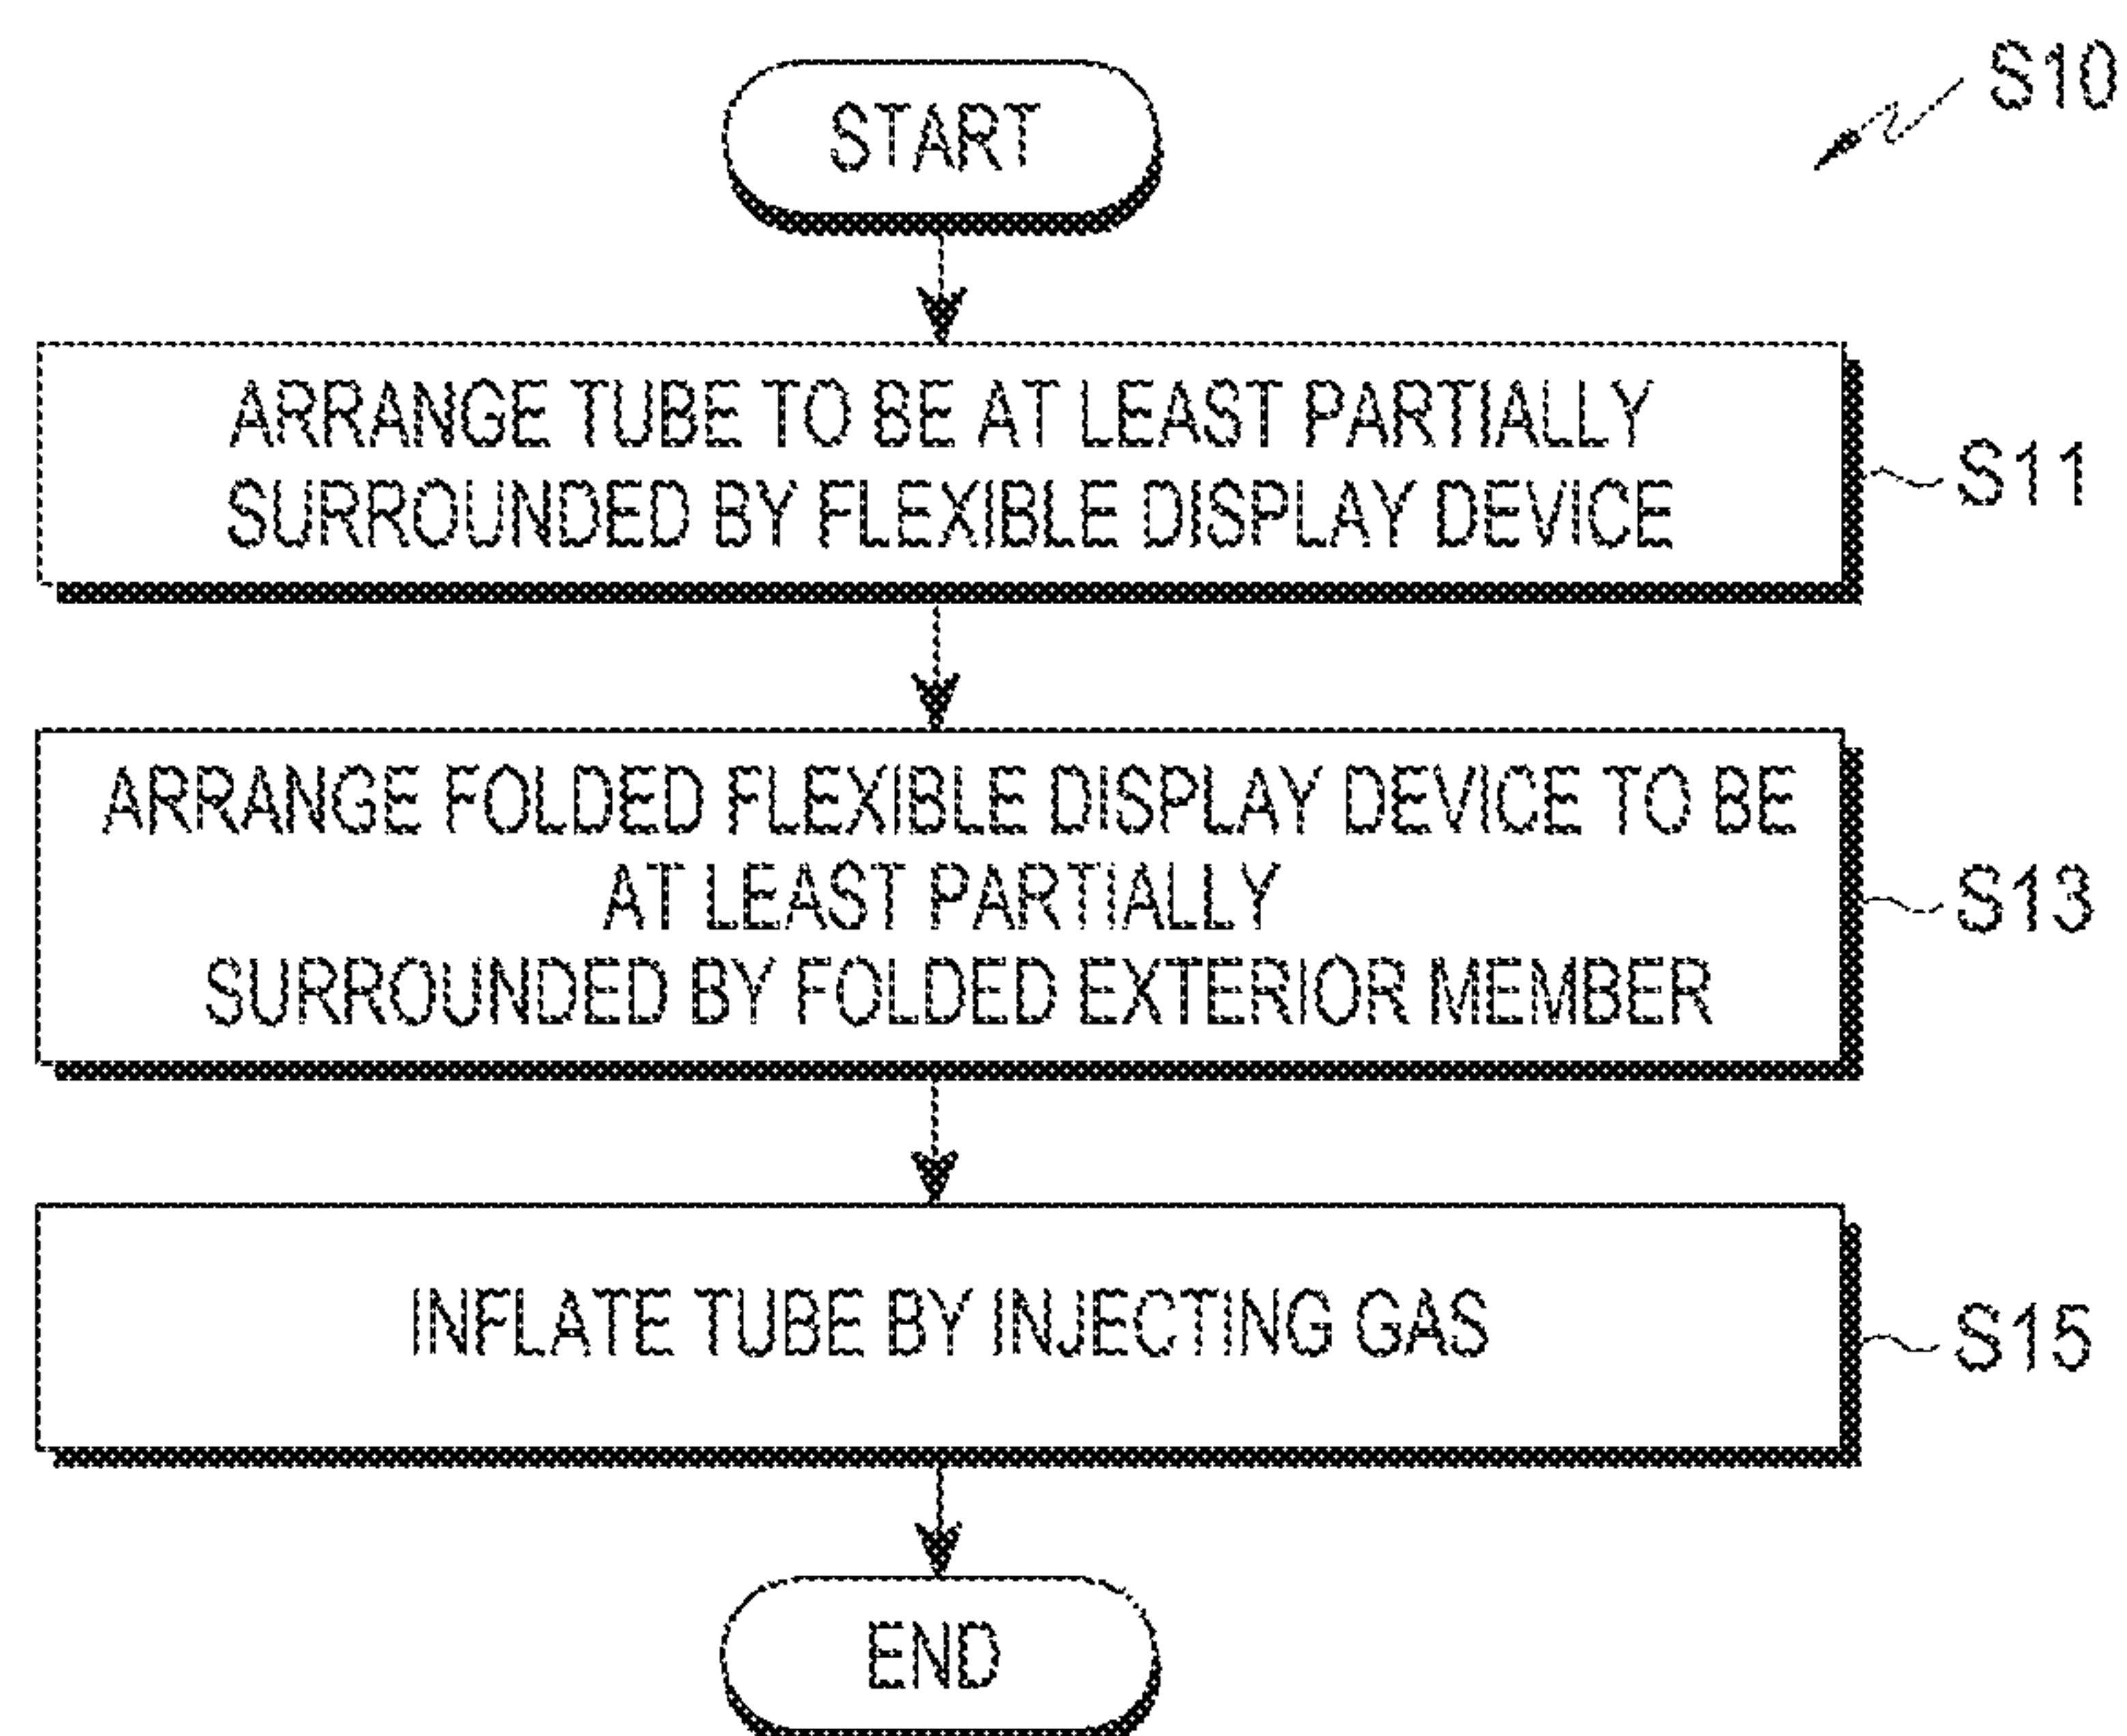 S10
START
ARRANGE TUBE TO BE AT LEAST PARTIALLY
SURROUNDED BY FLEXIBLE DISPLAY DEVICE
S11
ARRANGE FOLDED FLEXIBLE DISPLAY DEVICE TO BE
AT LEAST PARTIALLY
SURROUNDED BY FOLDED EXTERIOR MEMBER
S13
INFLATE TUBE BY INJECTING GAS
S15
END